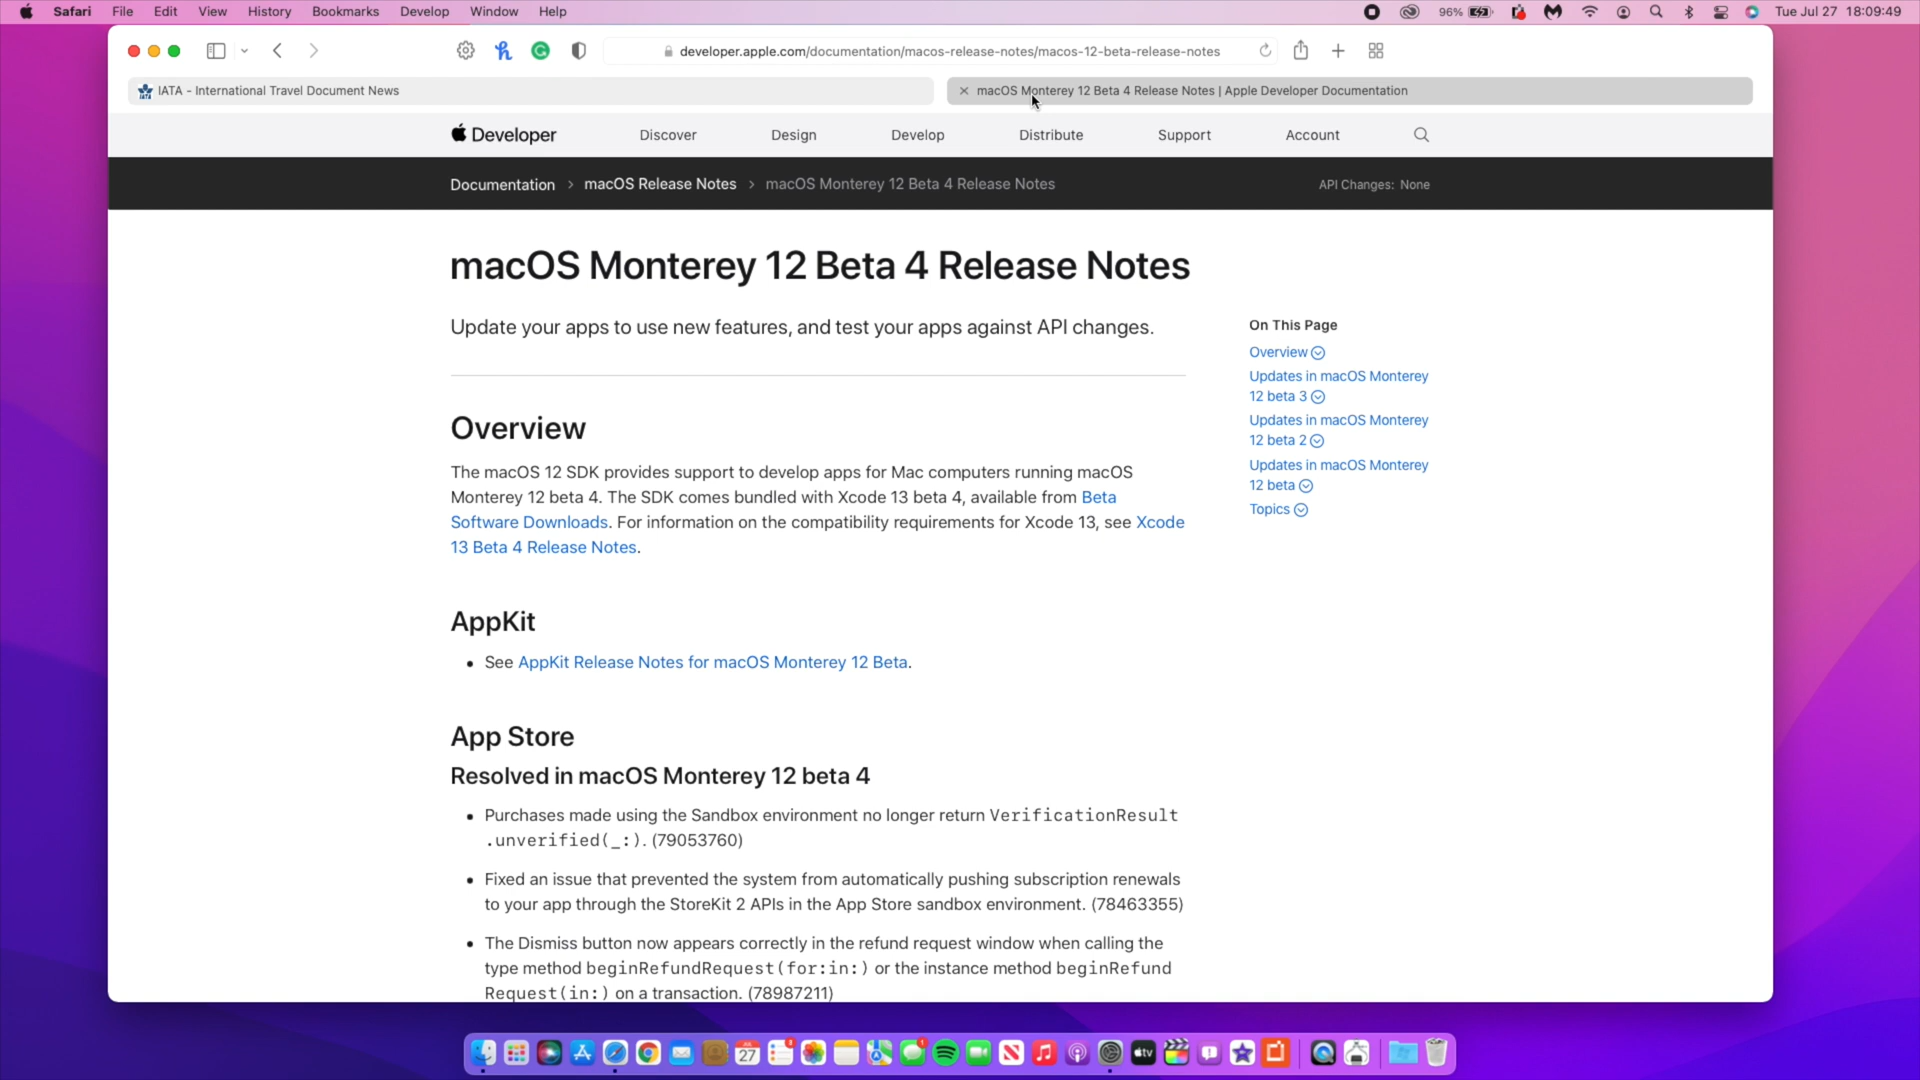 Safari File Edit View History Bookmarks Develop Window Help 96% Tue Jul 27 18:09:49
developer.apple.com/documentation/macos-release-notes/macos-12-beta-release-notes
IATA - International Travel Document News
macOS Monterey 12 Beta 4 Release Notes | Apple Developer Documentation
Developer Discover Design Develop Distribute Support Account
Documentation > macOS Release Notes > macOS Monterey 12 Beta 4 Release Notes API Changes: None
macOS Monterey 12 Beta 4 Release Notes
Update your apps to use new features, and test your apps against API changes.
On This Page
Overview
Updates in macOS Monterey
12 beta 3
Updates in macOS Monterey
12 beta 2
Updates in macOS Monterey
12 beta
Topics
Overview
The macOS 12 SDK provides support to develop apps for Mac computers running macOS
Monterey 12 beta 4. The SDK comes bundled with Xcode 13 beta 4, available from Beta
Software Downloads. For information on the compatibility requirements for Xcode 13, see Xcode
13 Beta 4 Release Notes.
AppKit
• See AppKit Release Notes for macOS Monterey 12 Beta.
App Store
Resolved in macOS Monterey 12 beta 4
• Purchases made using the Sandbox environment no longer return VerificationResult
.unverified(_:). (79053760)
• Fixed an issue that prevented the system from automatically pushing subscription renewals
to your app through the StoreKit 2 APIs in the App Store sandbox environment. (78463355)
• The Dismiss button now appears correctly in the refund request window when calling the
type method beginRefundRequest(for:in:) or the instance method beginRefund
Request(in:) on a transaction. (78987211)
27
tv